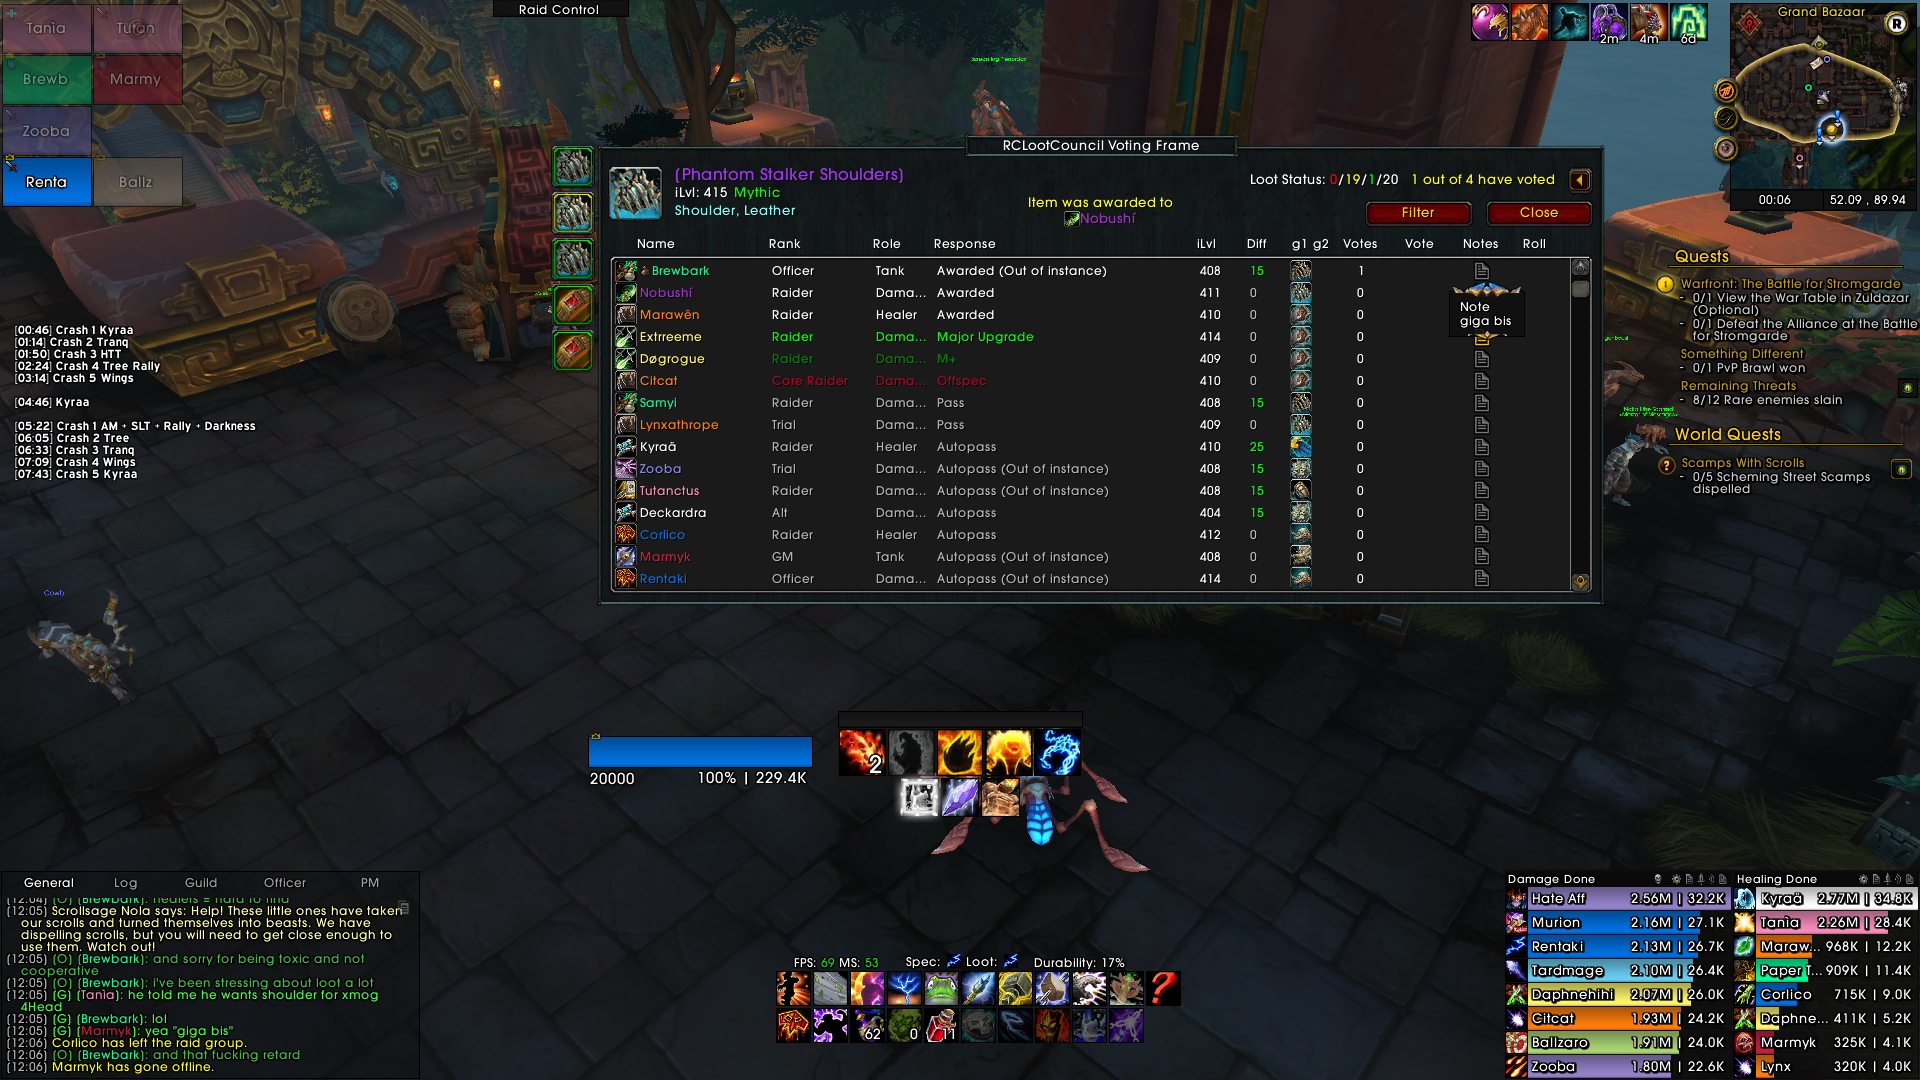 Raid Control
Tania
Brewb
Marmy
Zooba
Renta
Ballz
2m
4m
6d
Grand Bazaar
R
00:06
52.09 , 89.94
RCLootCouncil Voting Frame
[Phantom Stalker Shoulders]
iLvl: 415 Mythic
Shoulder, Leather
Item was awarded to
Nobushí
Loot Status: 0/19/1/20
1 out of 4 have voted
Filter
Close
Name Rank Role Response iLvl Diff g1 g2 Votes Vote Notes Roll
Brewbark Officer Tank Awarded (Out of instance) 408 15 1
Nobushí Raider Dama... Awarded 411 0 0
Marawên Raider Healer Awarded 410 0 0
Extrreeme Raider Dama... Major Upgrade 414 0 0
Døgrogue Raider Dama... M+ 409 0 0
Citcat Core Raider Dama... Offspec 410 0 0
Samyi Raider Dama... Pass 408 15 0
Lynxathrope Trial Dama... Pass 409 0 0
Kyraä Raider Healer Autopass 410 25 0
Zooba Trial Dama... Autopass (Out of instance) 408 15 0
Tutanctus Raider Dama... Autopass (Out of instance) 408 15 0
Deckardra Alt Dama... Autopass 404 15 0
Corlico Raider Healer Autopass 412 0 0
Marmyk GM Tank Autopass (Out of instance) 408 0 0
Rentaki Officer Dama... Autopass (Out of instance) 414 0 0
Note
giga bis
Quests
Warfront: The Battle for Stromgarde
- 0/1 View the War Table in Zuldazar
(Optional)
- 0/1 Defeat the Alliance at the Battle
for Stromgarde
Something Different
- 0/1 PvP Brawl won
Remaining Threats
- 8/12 Rare enemies slain
World Quests
Scamps With Scrolls
- 0/5 Scheming Street Scamps
dispelled
[00:46] Crash 1 Kyraa
[01:14] Crash 2 Tranq
[01:50] Crash 3 HTT
[02:24] Crash 4 Tree Rally
[03:14] Crash 5 Wings
[04:46] Kyraa
[05:22] Crash 1 AM + SLT + Rally + Darkness
[06:05] Crash 2 Tree
[06:33] Crash 3 Tranq
[07:09] Crash 4 Wings
[07:43] Crash 5 Kyraa
20000
100% | 229.4K
2
General Log Guild Officer PM
(12:04) (O) (Brewbark): healers = hard to find
(12:05) Scrollsage Nola says: Help! These little ones have taken
our scrolls and turned themselves into beasts. We have
dispelling scrolls, but you will need to get close enough to
use them. Watch out!
(12:05) (O) (Brewbark): and sorry for being toxic and not
cooperative
(12:05) (O) (Brewbark): i've been stressing about loot a lot
(12:05) (G) (Tania): he told me he wants shoulder for xmog
4Head
(12:05) (G) (Brewbark): lol
(12:05) (G) (Marmyk): yea "giga bis"
(12:06) Corlico has left the raid group.
(12:06) (O) (Brewbark): and that fucking retard
(12:06) Marmyk has gone offline.
FPS: 69 MS: 53 Spec: Loot: Durability: 17%
62
0
11
Damage Done
Hate Aff 2.56M | 32.2K
Murion 2.16M | 27.1K
Rentaki 2.13M | 26.7K
Tardmage 2.10M | 26.4K
Daphnehihi 2.07M | 26.0K
Citcat 1.93M | 24.2K
Ballzaro 1.91M | 24.0K
Zooba 1.80M | 22.6K
Healing Done
Kyraä 2.77M | 34.8K
Tania 2.26M | 28.4K
Maraw... 968K | 12.2K
Paper T... 909K | 11.4K
Corlico 715K | 9.0K
Daphne... 411K | 5.2K
Marmyk 325K | 4.1K
Lynx 320K | 4.0K